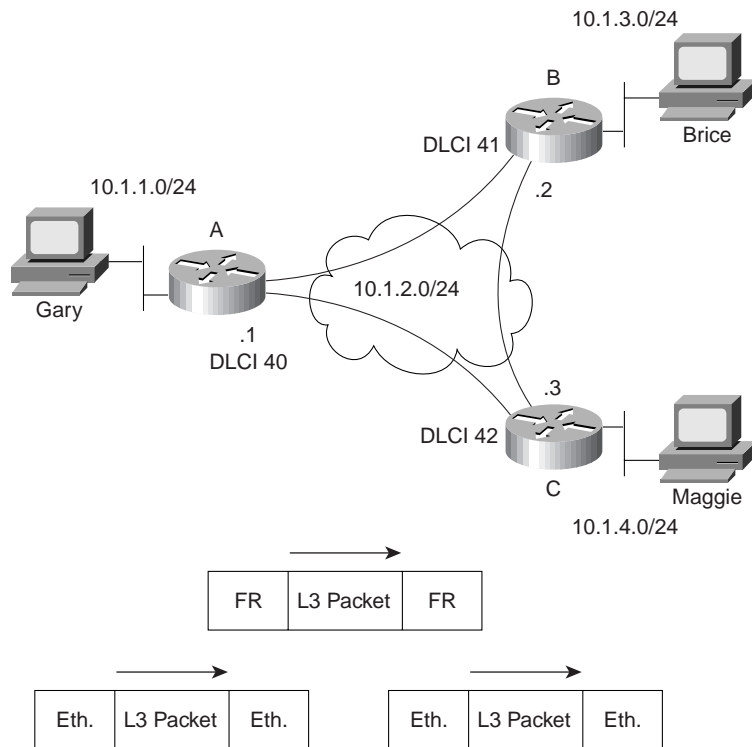 10.1.3.0/24
B
DLCI 41
Brice
10.1.1.0/24
.2
A
10.1.2.0/24
Gary
.1
DLCI 40
.3
DLCI 42
C
Maggie
10.1.4.0/24
FR L3 Packet FR
Eth. L3 Packet Eth.
Eth. L3 Packet Eth.